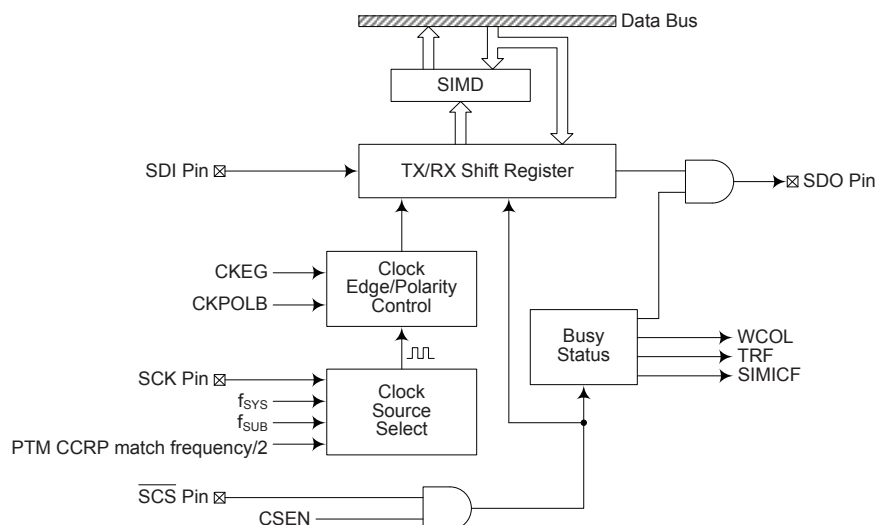 Data Bus
SIMD
SDI Pin
TX/RX Shift Register
SDO Pin
CKEG
CKPOLB
Clock
Edge/Polarity
Control
Busy
Status
WCOL
TRF
SIMICF
SCK Pin
fSYS
fSUB
PTM CCRP match frequency/2
Clock
Source
Select
SCS Pin
CSEN